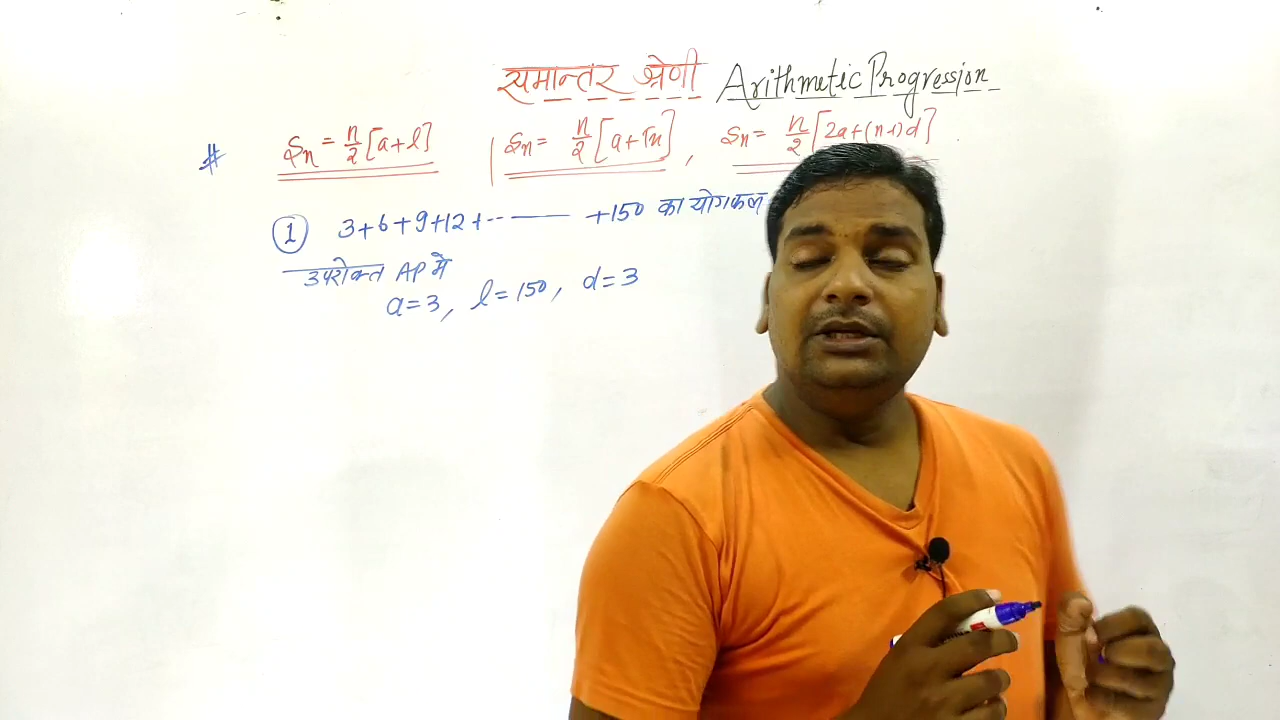 समान्तर श्रेणी Arithmetic Progression
# Sn = n/2 [a+l] | Sn = n/2 [a+Tn], Sn = n/2 [2a+(n-1)d]
① 3+6+9+12+-- —— +150 का योगफल
उपरोक्त AP मे
a=3, l=150, d=3